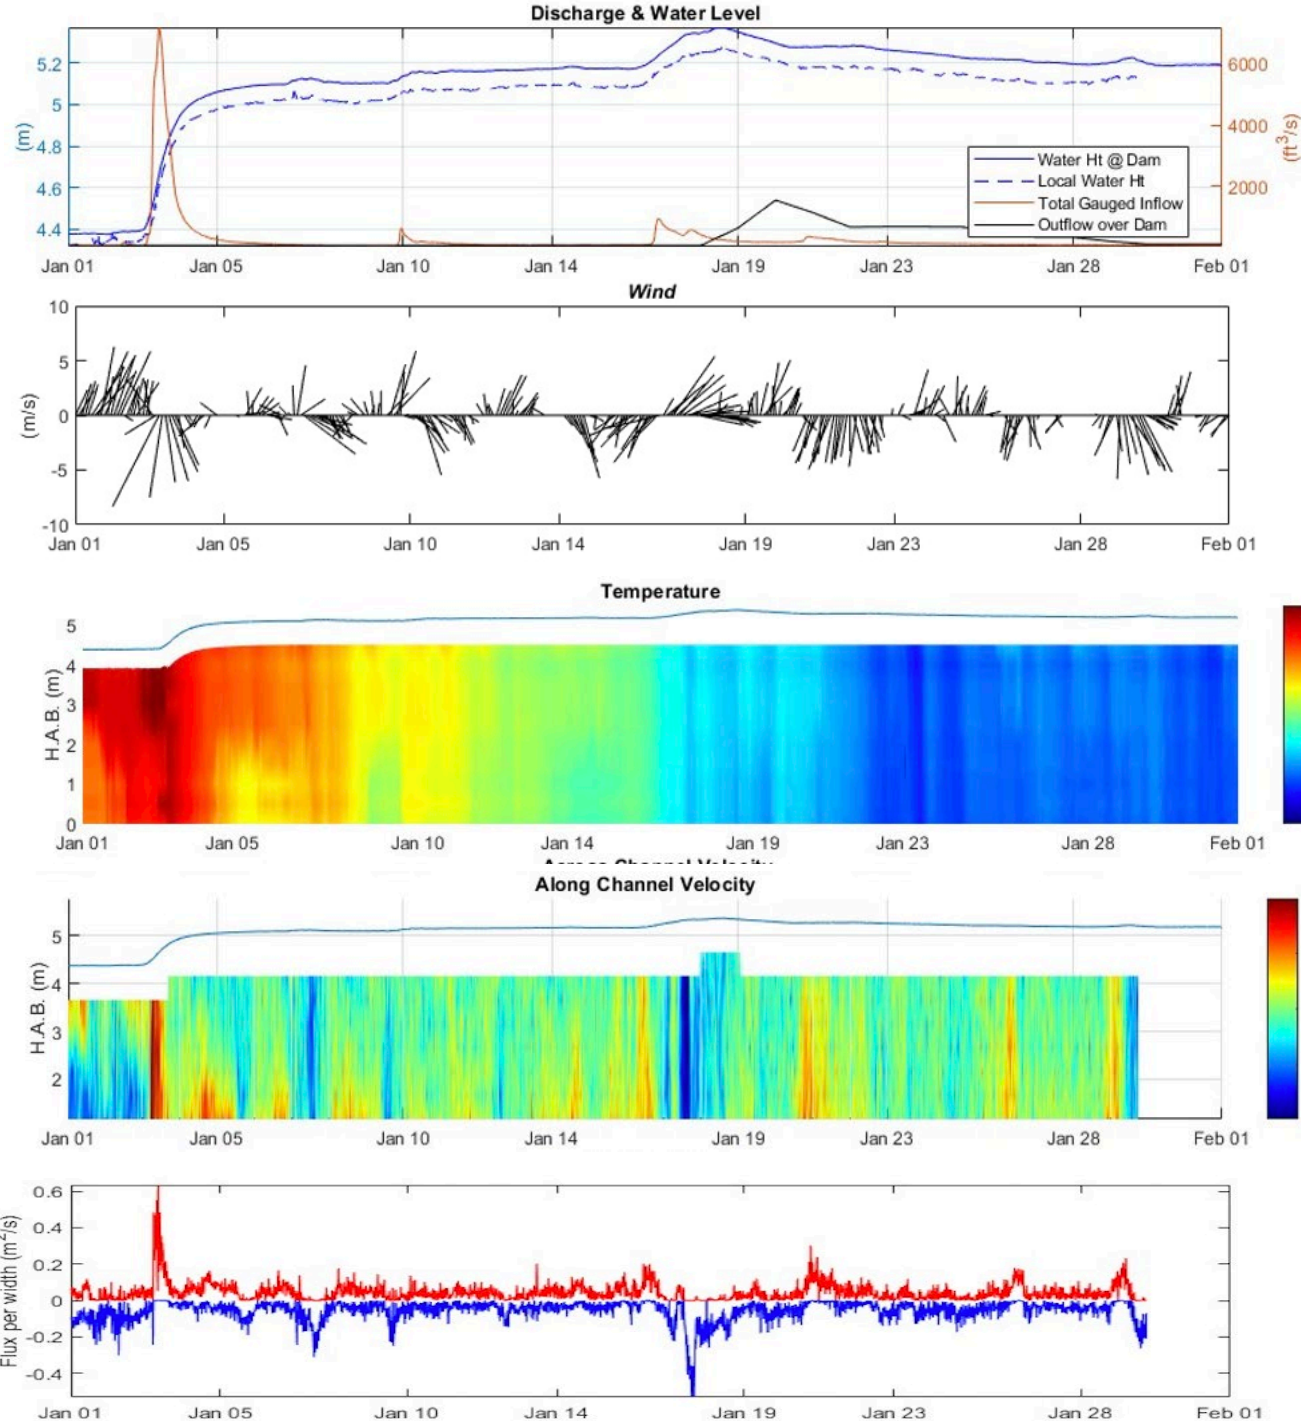 Discharge & Water Level
5.2
5
4.8
4.6
4.4
(m)
6000
4000
2000
(ft³/s)
Water Ht @ Dam
Local Water Ht
Total Gauged Inflow
Outflow over Dam
Jan 01 Jan 05 Jan 10 Jan 14 Jan 19 Jan 23 Jan 28 Feb 01
Wind
10
5
0
-5
-10
(m/s)
Jan 01 Jan 05 Jan 10 Jan 14 Jan 19 Jan 23 Jan 28 Feb 01
Temperature
5
4
3
2
1
0
H.A.B. (m)
Jan 01 Jan 05 Jan 10 Jan 14 Jan 19 Jan 23 Jan 28 Feb 01
Across Channel Velocity
Along Channel Velocity
5
4
3
2
H.A.B. (m)
Jan 01 Jan 05 Jan 10 Jan 14 Jan 19 Jan 23 Jan 28 Feb 01
0.6
0.4
0.2
0
-0.2
-0.4
Flux per width (m²/s)
Jan 01 Jan 05 Jan 10 Jan 14 Jan 19 Jan 23 Jan 28 Feb 01